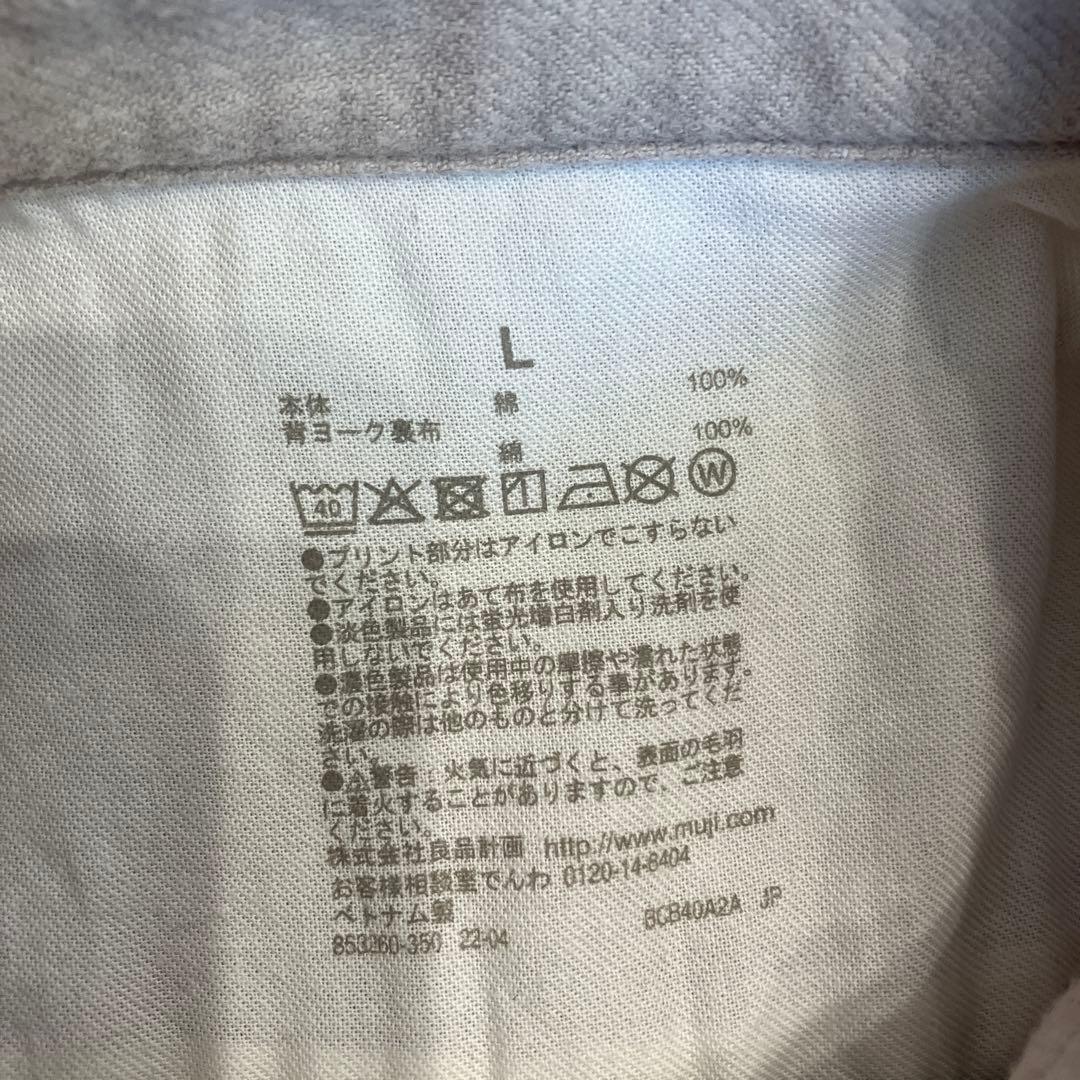 L
本体 綿 100%
背ヨーク裏布 綿 100%
40 W
●プリント部分はアイロンでこすらない
でください。
●アイロンはあて布を使用してください。
●淡色製品には蛍光増白剤入り洗剤を使
用しないでください。
●濃色製品は使用中の摩擦や濡れた状態
での接触により色移りする事があります。
洗濯の際は他のものと分けて洗ってくだ
さい。
●⚠警告：火気に近づくと、表面の毛羽
に着火することがありますので、ご注意
ください。
株式会社良品計画 http://www.muji.com
お客様相談室でんわ 0120-14-6404
ベトナム製
853260-350 22-04 BCB40A2A JP